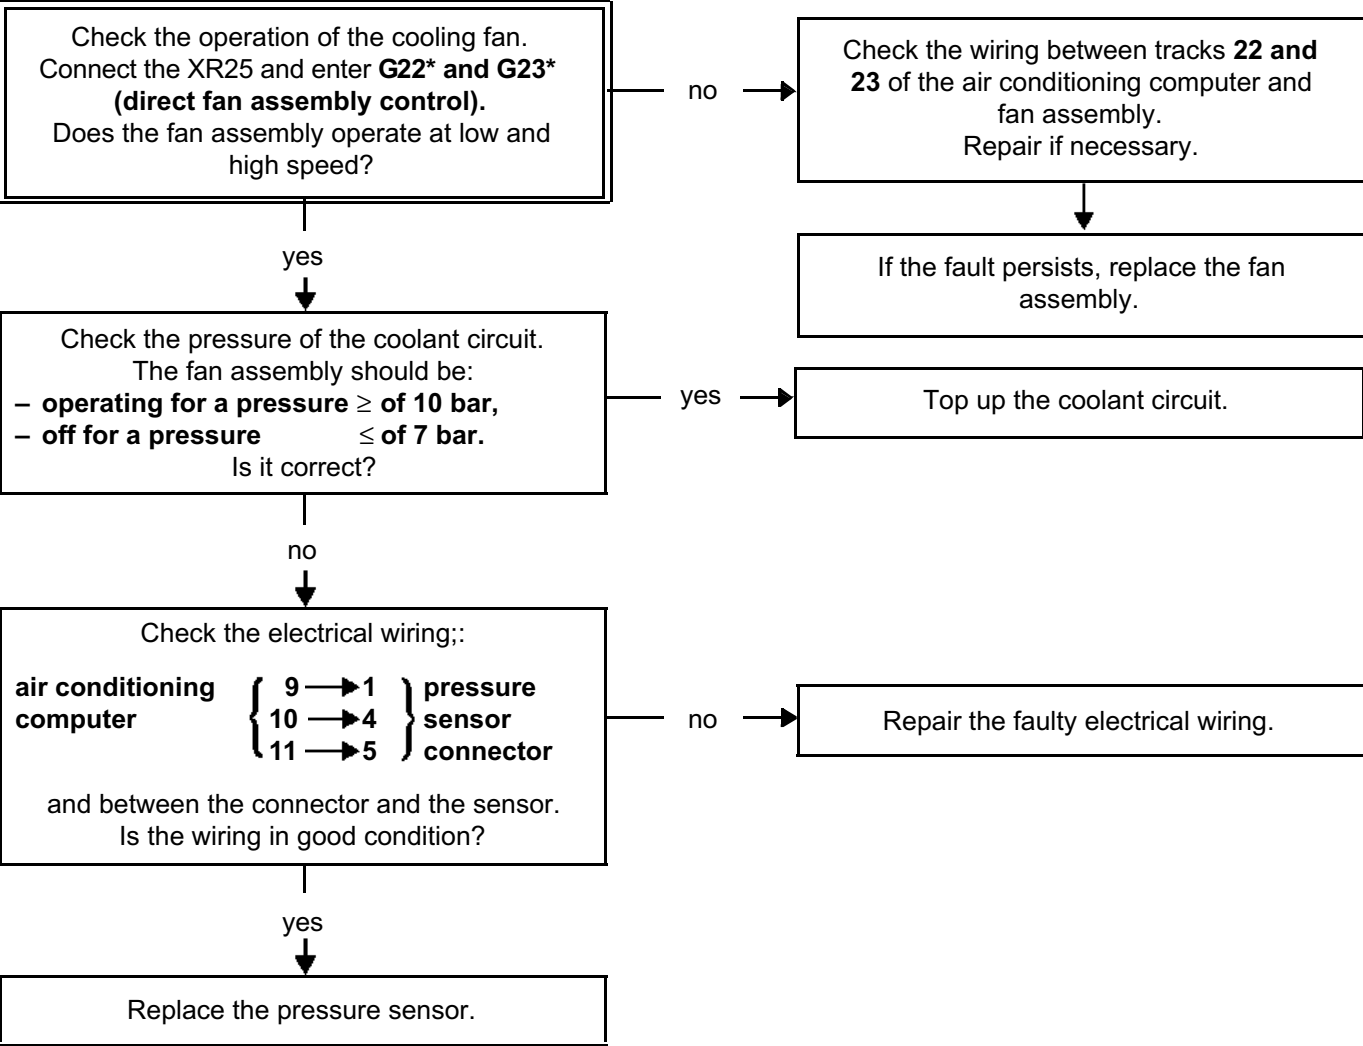 Check the operation of the cooling fan.
Connect the XR25 and enter G22* and G23*
(direct fan assembly control).
Does the fan assembly operate at low and
high speed?
no
Check the wiring between tracks 22 and
23 of the air conditioning computer and
fan assembly.
Repair if necessary.
If the fault persists, replace the fan
assembly.
yes
Check the pressure of the coolant circuit.
The fan assembly should be:
– operating for a pressure ≥ of 10 bar,
– off for a pressure ≤ of 7 bar.
Is it correct?
yes
Top up the coolant circuit.
no
Check the electrical wiring;:
air conditioning { 9 → 1 } pressure
computer { 10 → 4 } sensor
11 → 5 connector
and between the connector and the sensor.
Is the wiring in good condition?
no
Repair the faulty electrical wiring.
yes
Replace the pressure sensor.